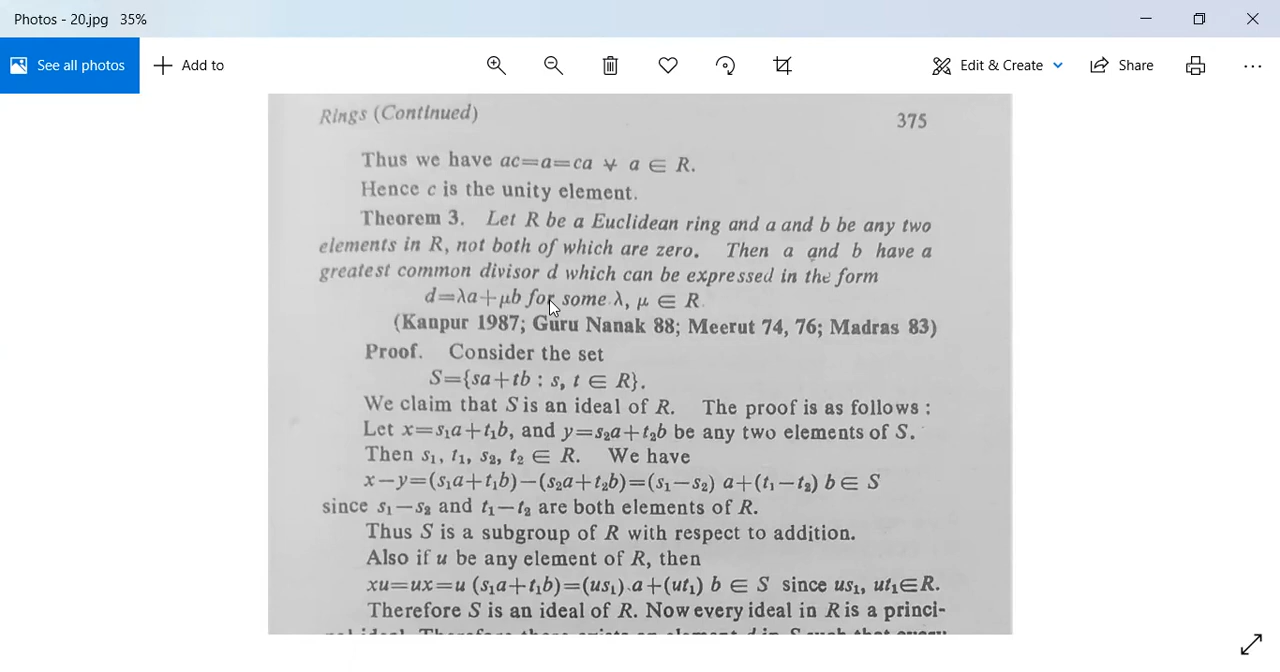 Photos - 20.jpg 35%
See all photos
Add to
Edit & Create
Share
Rings (Continued)
375
Thus we have ac=a=ca ∀ a ∈ R.
Hence c is the unity element.
Theorem 3. Let R be a Euclidean ring and a and b be any two
elements in R, not both of which are zero. Then a and b have a
greatest common divisor d which can be expressed in the form
d=λa+μb for some λ, μ ∈ R.
(Kanpur 1987; Guru Nanak 88; Meerut 74, 76; Madras 83)
Proof. Consider the set
S={sa+tb : s, t ∈ R}.
We claim that S is an ideal of R. The proof is as follows :
Let x=s₁a+t₁b, and y=s₂a+t₂b be any two elements of S.
Then s₁, t₁, s₂, t₂ ∈ R. We have
x−y=(s₁a+t₁b)−(s₂a+t₂b)=(s₁−s₂) a+(t₁−t₂) b ∈ S
since s₁−s₂ and t₁−t₂ are both elements of R.
Thus S is a subgroup of R with respect to addition.
Also if u be any element of R, then
xu=ux=u (s₁a+t₁b)=(us₁) a+(ut₁) b ∈ S since us₁, ut₁∈R.
Therefore S is an ideal of R. Now every ideal in R is a princi-